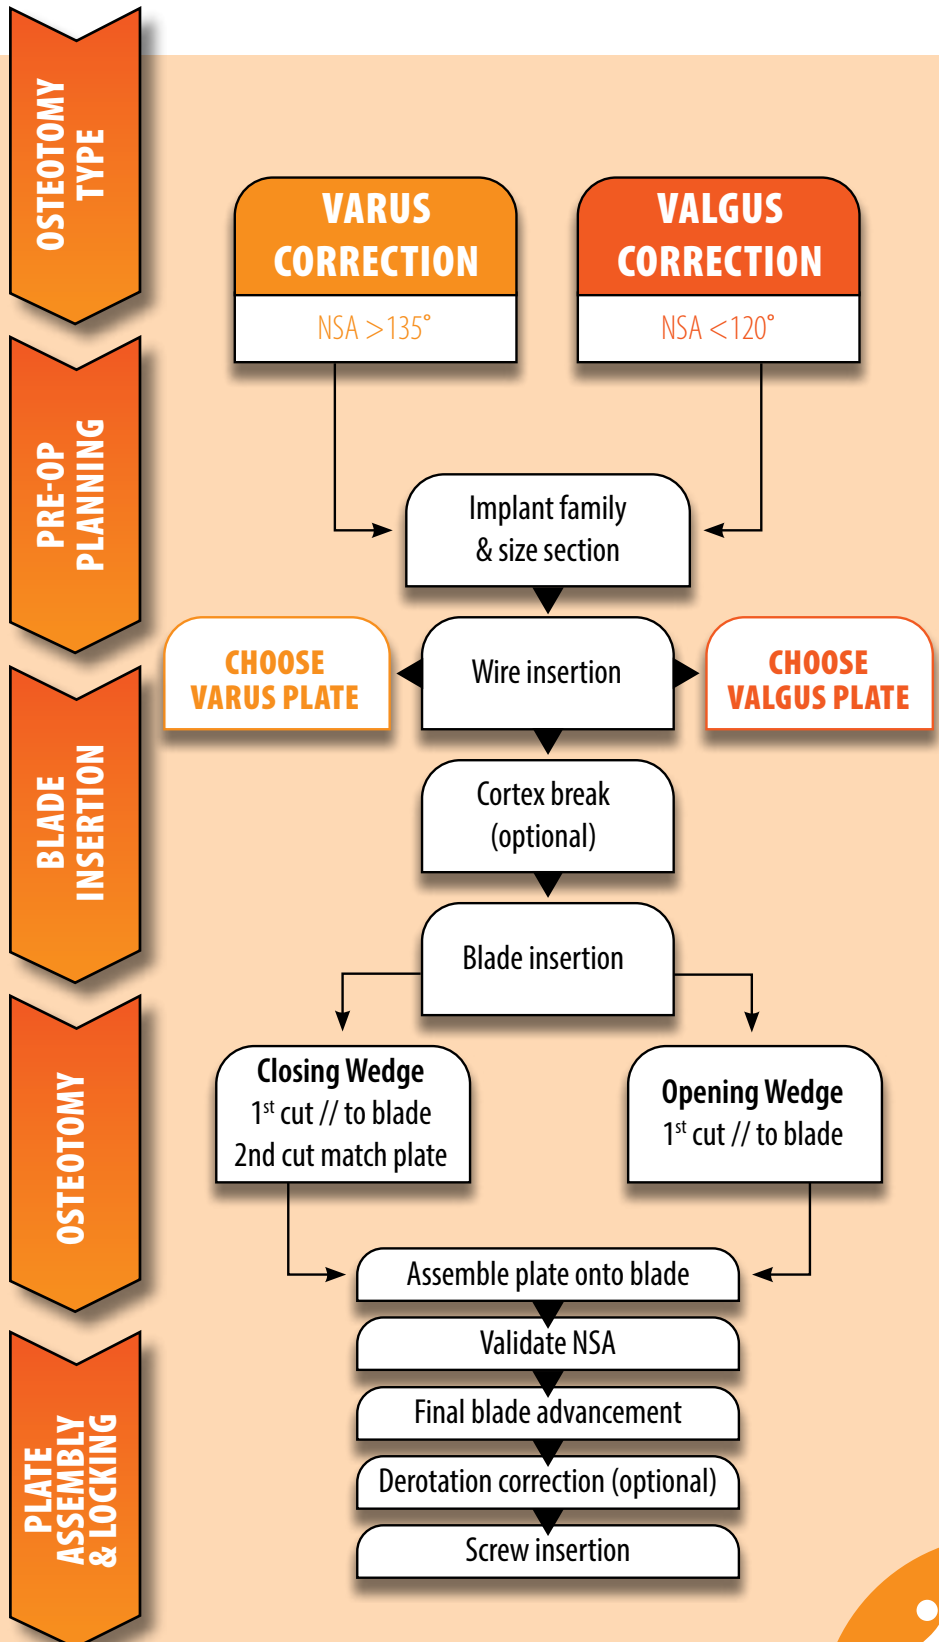 OSTEOTOMY
TYPE
VARUS
CORRECTION
NSA >135°
VALGUS
CORRECTION
NSA <120°
PRE-OP
PLANNING
Implant family
& size section
CHOOSE
VARUS PLATE
Wire insertion
CHOOSE
VALGUS PLATE
BLADE
INSERTION
Cortex break
(optional)
Blade insertion
OSTEOTOMY
Closing Wedge
1st cut // to blade
2nd cut match plate
Opening Wedge
1st cut // to blade
PLATE
ASSEMBLY
& LOCKING
Assemble plate onto blade
Validate NSA
Final blade advancement
Derotation correction (optional)
Screw insertion